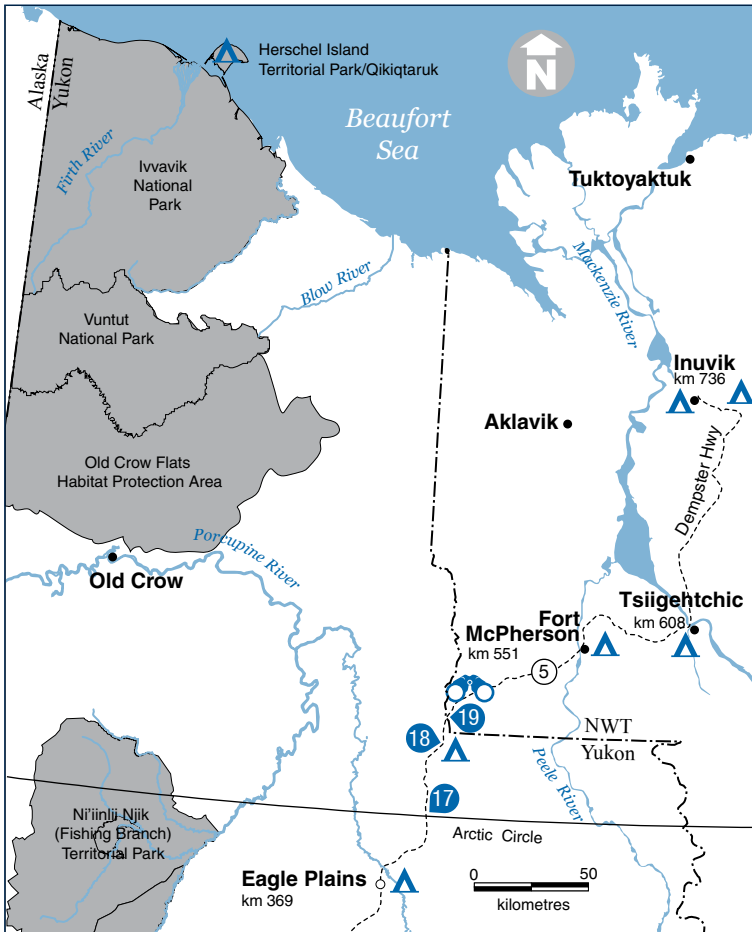 Herschel Island
Territorial Park/Qikiqtaruk
Alaska
Yukon
N
Beaufort
Sea
Firth River
Ivvavik
National
Park
Tuktoyaktuk
Mackenzie River
Blow River
Vuntut
National Park
Inuvik
km 736
Aklavik
Old Crow Flats
Habitat Protection Area
Dempster Hwy
Porcupine River
Old Crow
Tsiigehtchic
km 608
Fort
McPherson
km 551
5
19
18
NWT
Yukon
17
Peele River
Ni'iinlii Njik
(Fishing Branch)
Territorial Park
Arctic Circle
Eagle Plains
km 369
0 50
kilometres